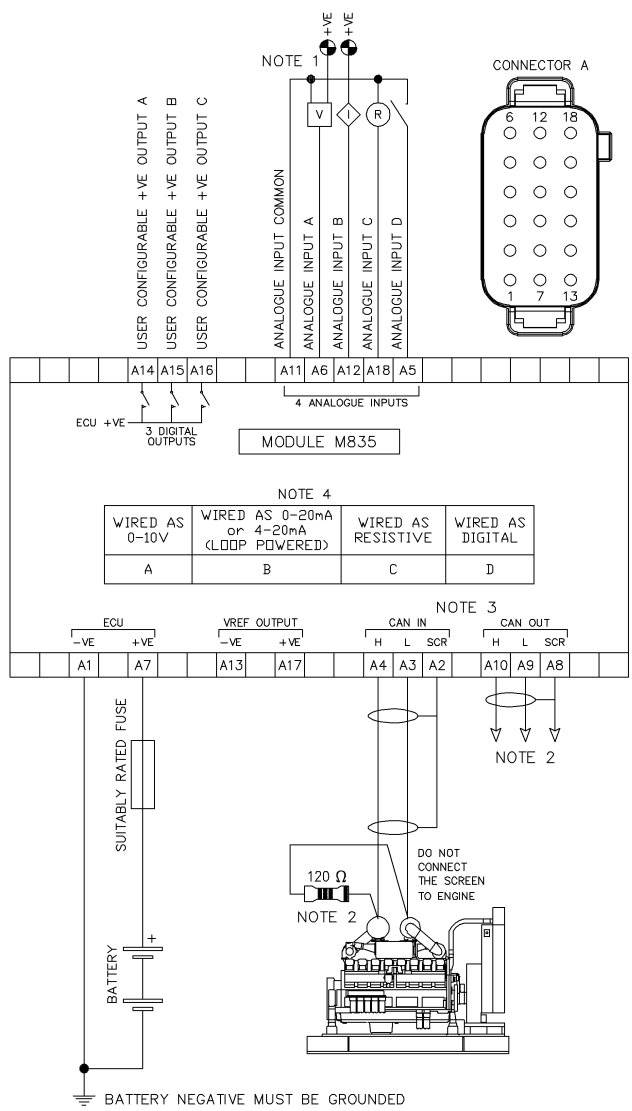 +VE
+VE
NOTE 1
CONNECTOR A
V
I
R
6 12 18
1 7 13
USER CONFIGURABLE +VE OUTPUT A
USER CONFIGURABLE +VE OUTPUT B
USER CONFIGURABLE +VE OUTPUT C
ANALOGUE INPUT COMMON
ANALOGUE INPUT A
ANALOGUE INPUT B
ANALOGUE INPUT C
ANALOGUE INPUT D
A14 A15 A16 A11 A6 A12 A18 A5
ECU +VE
3 DIGITAL
OUTPUTS
4 ANALOGUE INPUTS
MODULE M835
NOTE 4
WIRED AS
0-10V
WIRED AS 0-20mA
or
4-20mA
(LOOP POWERED)
WIRED AS
RESISTIVE
WIRED AS
DIGITAL
A B C D
NOTE 3
ECU
-VE +VE
VREF OUTPUT
-VE +VE
CAN IN
H L SCR
CAN OUT
H L SCR
A1 A7 A13 A17 A4 A3 A2 A10 A9 A8
SUITABLY RATED FUSE
NOTE 2
DO NOT
CONNECT
THE SCREEN
TO ENGINE
120 Ω
NOTE 2
BATTERY
+
BATTERY NEGATIVE MUST BE GROUNDED